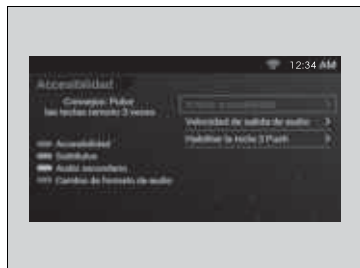 12:34 AM
Accesibilidad
Consejos: Pulse
las teclas remoto 3 veces
Velocidad de salida de audio
Habilitar la tecla 3 Push
Accesibilidad
Subtítulos
Audio secundario
Cambio de formato de audio